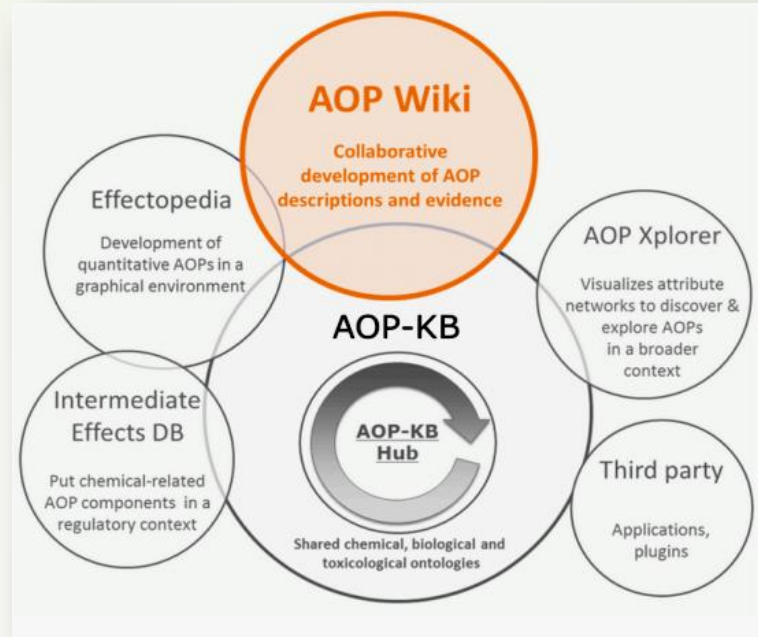 AOP Wiki
Collaborative
development of AOP
descriptions and evidence
Effectopedia
Development of
quantitative AOPs in a
graphical environment
AOP Xplorer
Visualizes attribute
networks to discover &
explore AOPs
in a broader
context
AOP-KB
AOP-KB
Hub
Shared chemical, biological and
toxicological ontologies
Intermediate
Effects DB
Put chemical-related
AOP components in a
regulatory context
Third party
Applications,
plugins